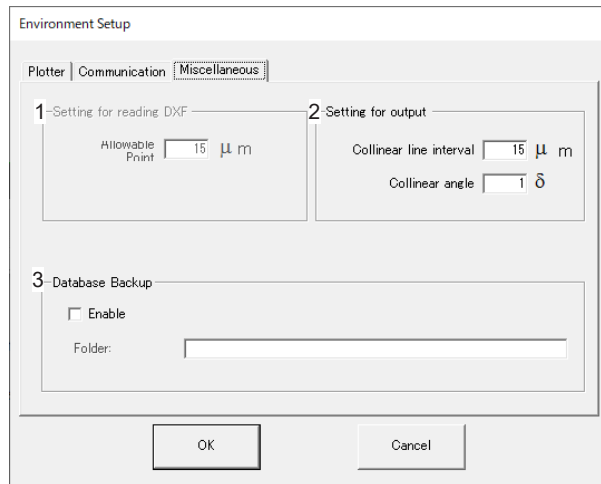 Environment Setup
Plotter Communication Miscellaneous
1 Setting for reading DXF
Allowable Point 15 μ m
2 Setting for output
Collinear line interval 15 μ m
Collinear angle 1 δ
3 Database Backup
Enable
Folder:
OK Cancel